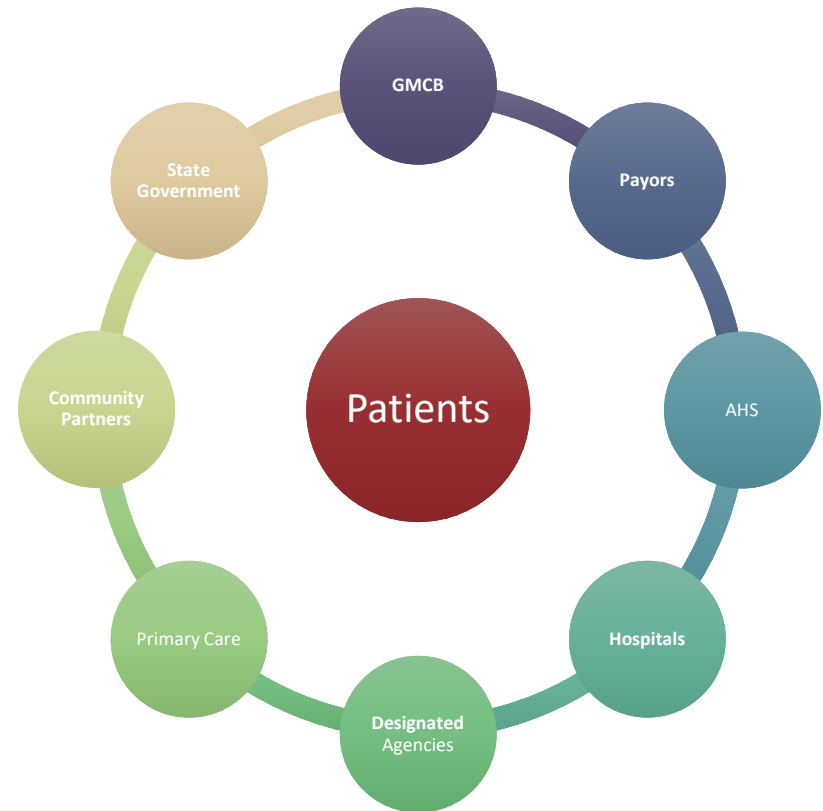 GMCB
Payors
AHS
Hospitals
Designated
Agencies
Primary Care
Community
Partners
State
Government
Patients